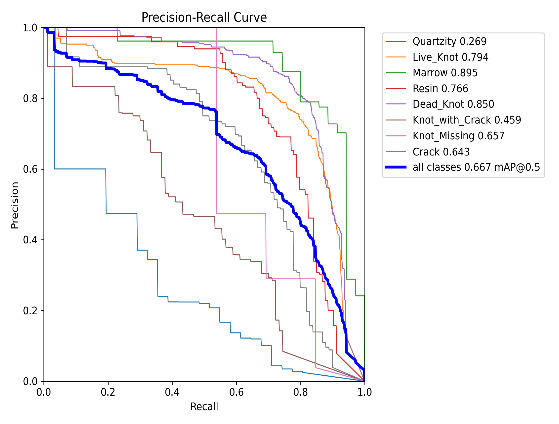 Precision-Recall Curve
1.0
0.8
0.6
0.4
0.2
0.0
Precision
0.0 0.2 0.4 0.6 0.8 1.0
Recall
Quartzity 0.269
Live_Knot 0.794
Marrow 0.895
Resin 0.766
Dead_Knot 0.850
Knot_with_Crack 0.459
Knot_Missing 0.657
Crack 0.643
all classes 0.667 mAP@0.5